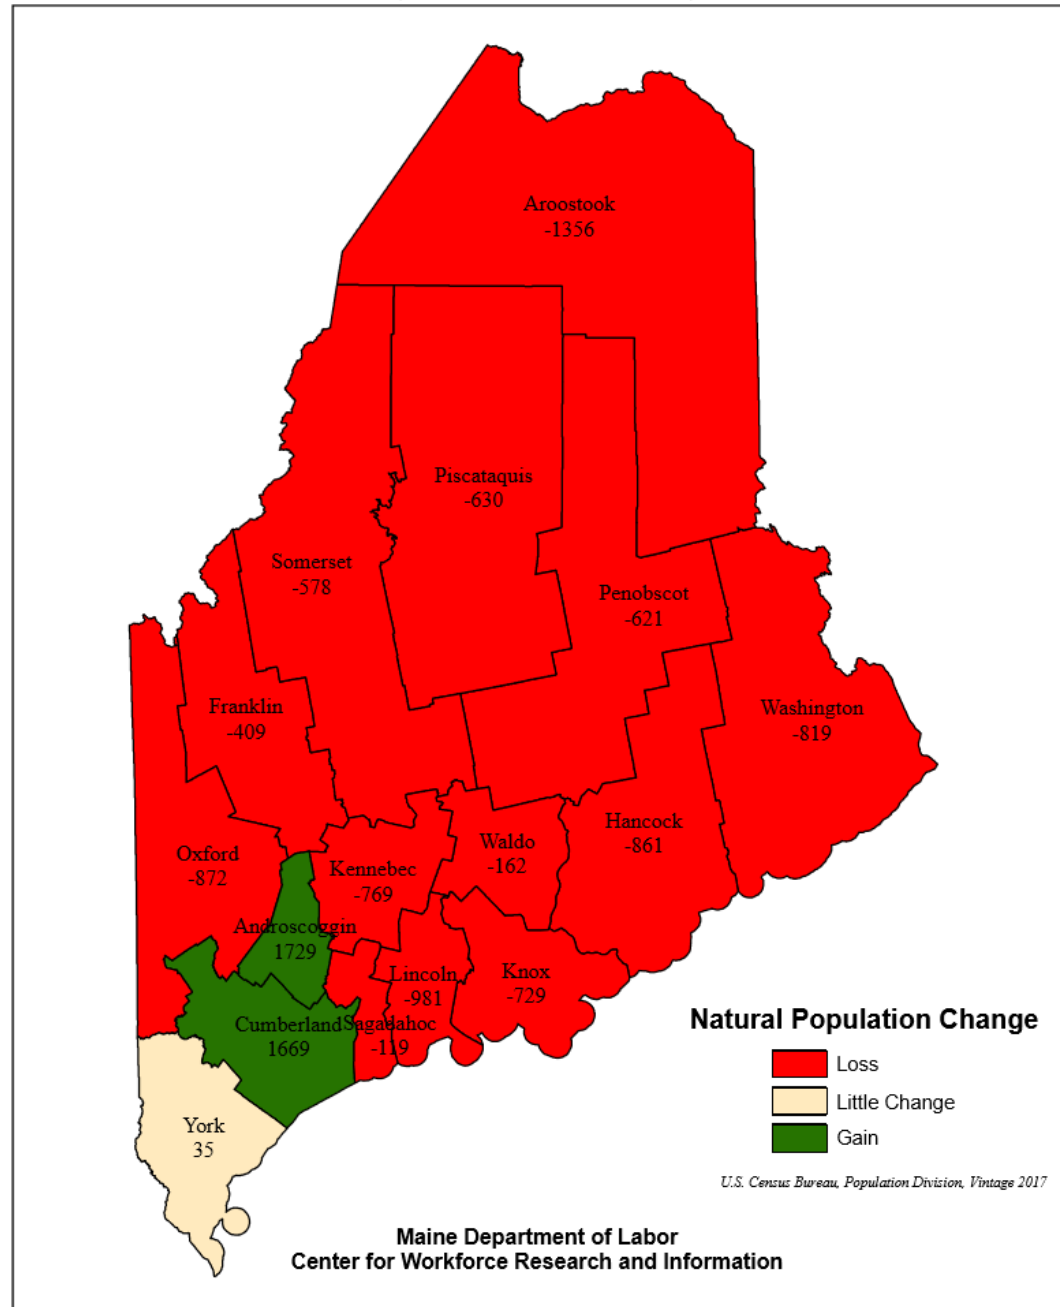 Aroostook
-1356
Piscataquis
-630
Somerset
-578
Penobscot
-621
Franklin
-409
Washington
-819
Hancock
-861
Waldo
-162
Oxford
-872
Kennebec
-769
Androscoggin
1729
Lincoln
-981
Knox
-729
Cumberland
1669
Sagadahoc
-119
York
35
Natural Population Change
Loss
Little Change
Gain
U.S. Census Bureau, Population Division, Vintage 2017
Maine Department of Labor
Center for Workforce Research and Information